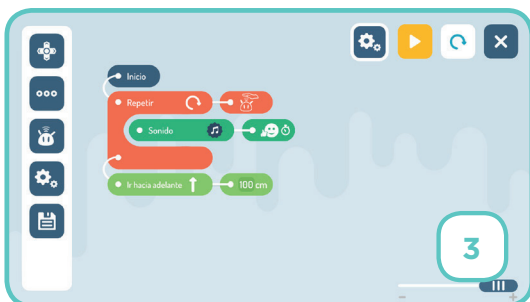 Inicio
Repetir
Sonido
Ir hacia adelante 100 cm
3
- +